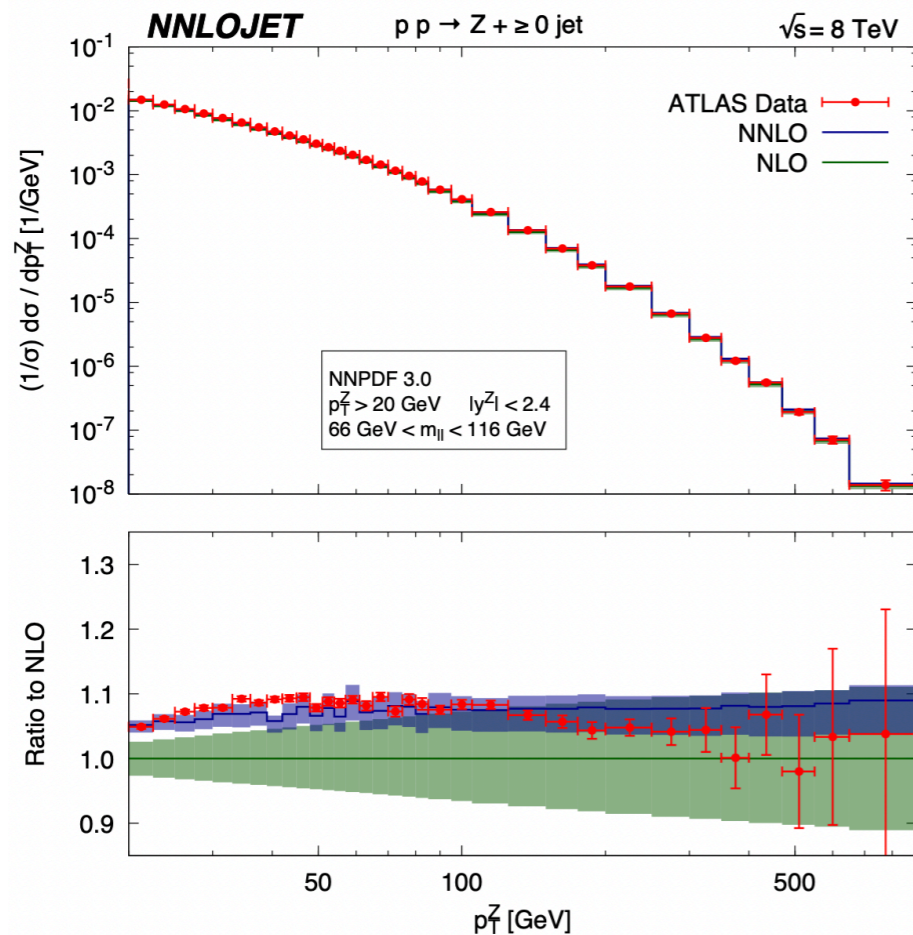 NNLOJET p p → Z + ≥ 0 jet √s = 8 TeV
10⁻¹
10⁻²
10⁻³
10⁻⁴
10⁻⁵
10⁻⁶
10⁻⁷
10⁻⁸
(1/σ) dσ / dp_T^Z [1/GeV]
ATLAS Data
NNLO
NLO
NNPDF 3.0
p_T^Z > 20 GeV |y^Z| < 2.4
66 GeV < m_ll < 116 GeV
1.3
1.2
1.1
1.0
0.9
Ratio to NLO
50 100 500
p_T^Z [GeV]